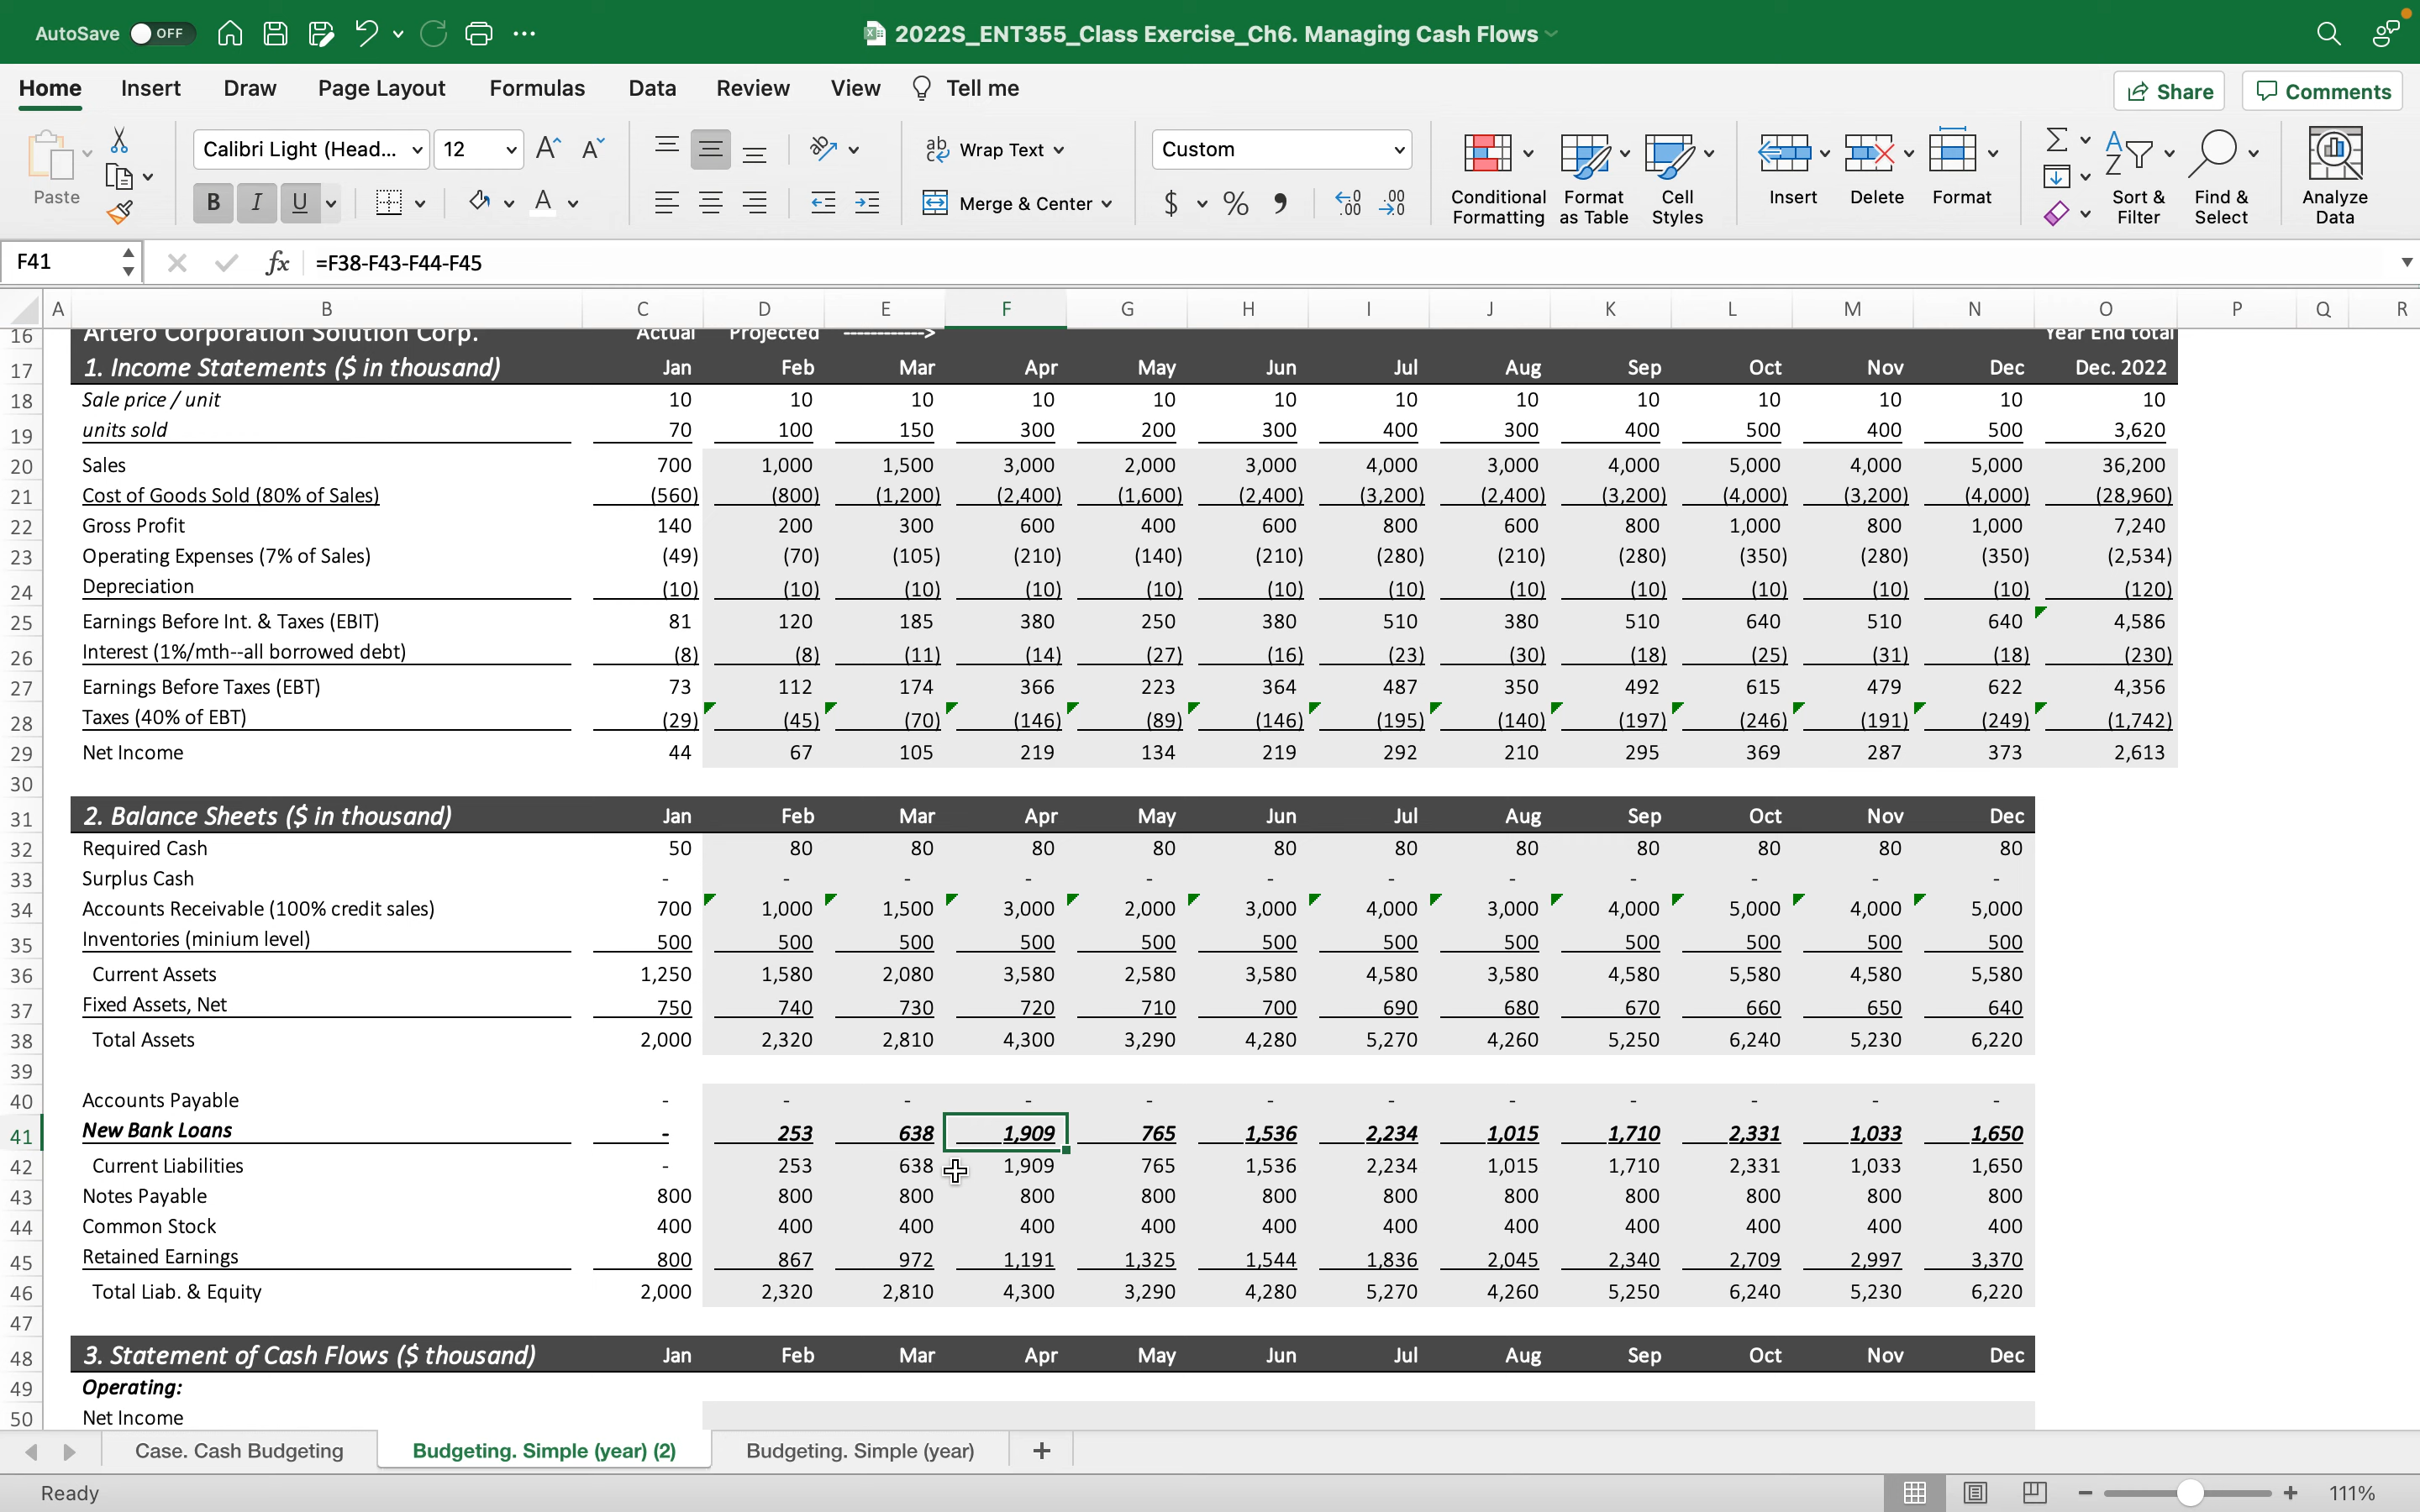 AutoSave OFF 2022S_ENT355_Class Exercise_Ch6. Managing Cash Flows
Home Insert Draw Page Layout Formulas Data Review View Tell me Share Comments
Paste Calibri Light (Head... 12 Wrap Text Custom
B I U A Merge & Center $ % Conditional Formatting Format as Table Cell Styles Insert Delete Format Sort & Filter Find & Select Analyze Data
F41 fx =F38-F43-F44-F45
A B C D E F G H I J K L M N O P Q R
16 Artero Corporation Solution Corp. Actual Projected ------------> Year End total
17 1. Income Statements ($ in thousand) Jan Feb Mar Apr May Jun Jul Aug Sep Oct Nov Dec Dec. 2022
18 Sale price / unit 10 10 10 10 10 10 10 10 10 10 10 10 10
19 units sold 70 100 150 300 200 300 400 300 400 500 400 500 3,620
20 Sales 700 1,000 1,500 3,000 2,000 3,000 4,000 3,000 4,000 5,000 4,000 5,000 36,200
21 Cost of Goods Sold (80% of Sales) (560) (800) (1,200) (2,400) (1,600) (2,400) (3,200) (2,400) (3,200) (4,000) (3,200) (4,000) (28,960)
22 Gross Profit 140 200 300 600 400 600 800 600 800 1,000 800 1,000 7,240
23 Operating Expenses (7% of Sales) (49) (70) (105) (210) (140) (210) (280) (210) (280) (350) (280) (350) (2,534)
24 Depreciation (10) (10) (10) (10) (10) (10) (10) (10) (10) (10) (10) (10) (120)
25 Earnings Before Int. & Taxes (EBIT) 81 120 185 380 250 380 510 380 510 640 510 640 4,586
26 Interest (1%/mth--all borrowed debt) (8) (8) (11) (14) (27) (16) (23) (30) (18) (25) (31) (18) (230)
27 Earnings Before Taxes (EBT) 73 112 174 366 223 364 487 350 492 615 479 622 4,356
28 Taxes (40% of EBT) (29) (45) (70) (146) (89) (146) (195) (140) (197) (246) (191) (249) (1,742)
29 Net Income 44 67 105 219 134 219 292 210 295 369 287 373 2,613
30
31 2. Balance Sheets ($ in thousand) Jan Feb Mar Apr May Jun Jul Aug Sep Oct Nov Dec
32 Required Cash 50 80 80 80 80 80 80 80 80 80 80 80
33 Surplus Cash - - - - - - - - - - - -
34 Accounts Receivable (100% credit sales) 700 1,000 1,500 3,000 2,000 3,000 4,000 3,000 4,000 5,000 4,000 5,000
35 Inventories (minium level) 500 500 500 500 500 500 500 500 500 500 500 500
36 Current Assets 1,250 1,580 2,080 3,580 2,580 3,580 4,580 3,580 4,580 5,580 4,580 5,580
37 Fixed Assets, Net 750 740 730 720 710 700 690 680 670 660 650 640
38 Total Assets 2,000 2,320 2,810 4,300 3,290 4,280 5,270 4,260 5,250 6,240 5,230 6,220
39
40 Accounts Payable - - - - - - - - - - - -
41 New Bank Loans - 253 638 1,909 765 1,536 2,234 1,015 1,710 2,331 1,033 1,650
42 Current Liabilities - 253 638 1,909 765 1,536 2,234 1,015 1,710 2,331 1,033 1,650
43 Notes Payable 800 800 800 800 800 800 800 800 800 800 800 800
44 Common Stock 400 400 400 400 400 400 400 400 400 400 400 400
45 Retained Earnings 800 867 972 1,191 1,325 1,544 1,836 2,045 2,340 2,709 2,997 3,370
46 Total Liab. & Equity 2,000 2,320 2,810 4,300 3,290 4,280 5,270 4,260 5,250 6,240 5,230 6,220
47
48 3. Statement of Cash Flows ($ thousand) Jan Feb Mar Apr May Jun Jul Aug Sep Oct Nov Dec
49 Operating:
50 Net Income
Case. Cash Budgeting Budgeting. Simple (year) (2) Budgeting. Simple (year) +
Ready 111%